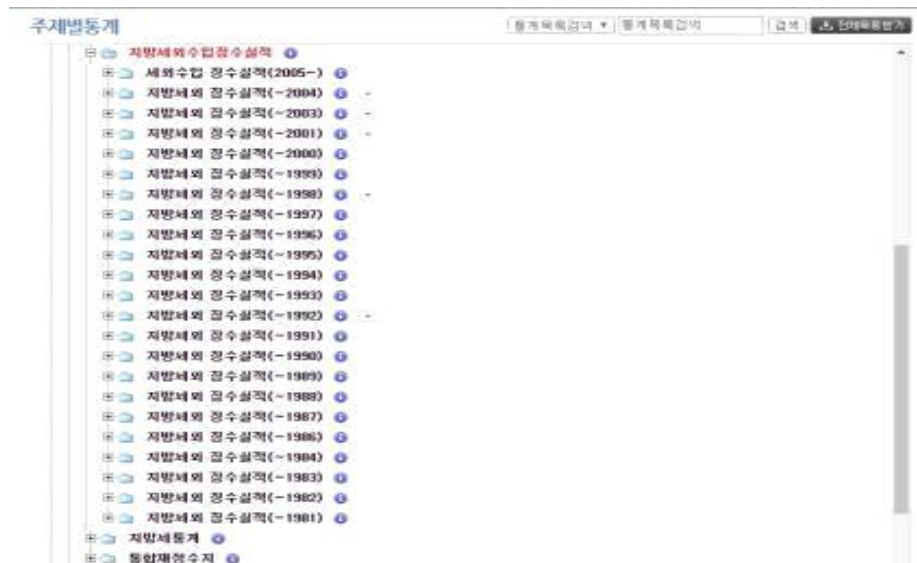 주제별통계
통계목록검색 ▼ 통계목록검색 검색 전체목록받기
지방세외수입징수실적
세외수입 징수실적(2005~)
지방세외 징수실적(~2004)
지방세외 징수실적(~2003)
지방세외 징수실적(~2001)
지방세외 징수실적(~2000)
지방세외 징수실적(~1999)
지방세외 징수실적(~1998)
지방세외 징수실적(~1997)
지방세외 징수실적(~1996)
지방세외 징수실적(~1995)
지방세외 징수실적(~1994)
지방세외 징수실적(~1993)
지방세외 징수실적(~1992)
지방세외 징수실적(~1991)
지방세외 징수실적(~1990)
지방세외 징수실적(~1989)
지방세외 징수실적(~1988)
지방세외 징수실적(~1987)
지방세외 징수실적(~1986)
지방세외 징수실적(~1984)
지방세외 징수실적(~1983)
지방세외 징수실적(~1982)
지방세외 징수실적(~1981)
지방세통계
통합재정수지